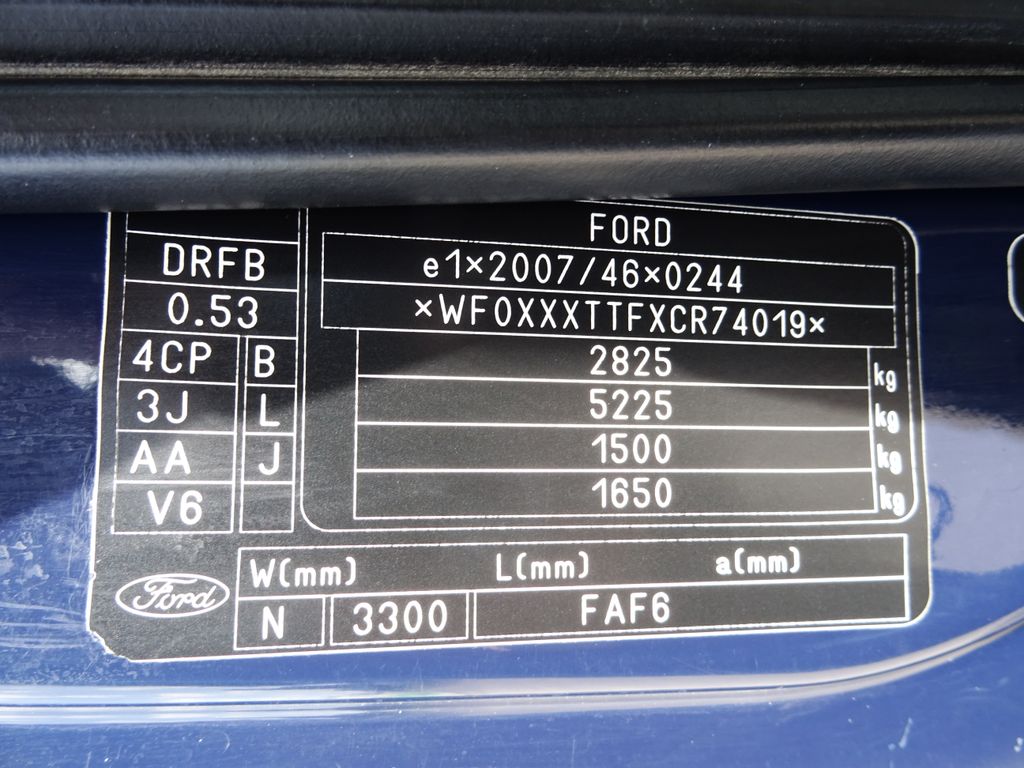 FORD
e1×2007/46×0244
×WF0XXXTTFXCR74019×
2825 kg
5225 kg
1500 kg
1650 kg
DRFB
0.53
4CP B
3J L
AA J
V6
Ford
W(mm) L(mm) a(mm)
N 3300 FAF6